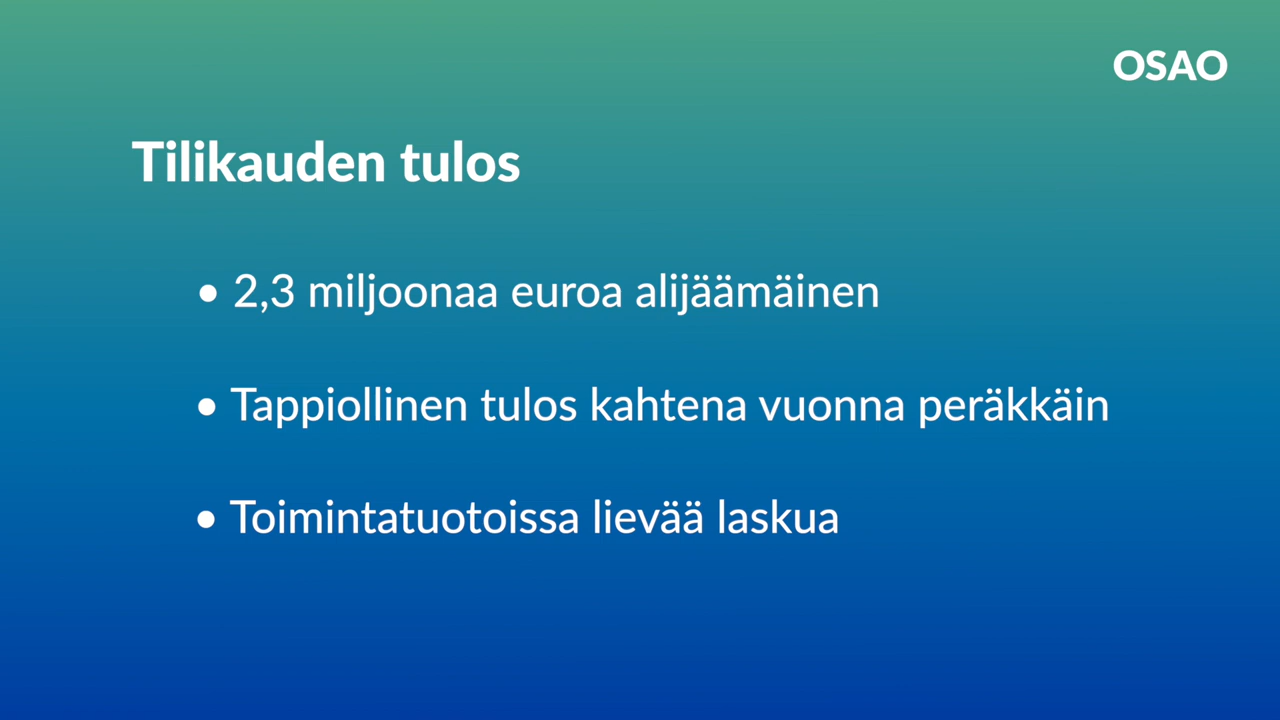 OSAO
Tilikauden tulos
• 2,3 miljoonaa euroa alijäämäinen
• Tappiollinen tulos kahtena vuonna peräkkäin
• Toimintatuotoissa lievää laskua